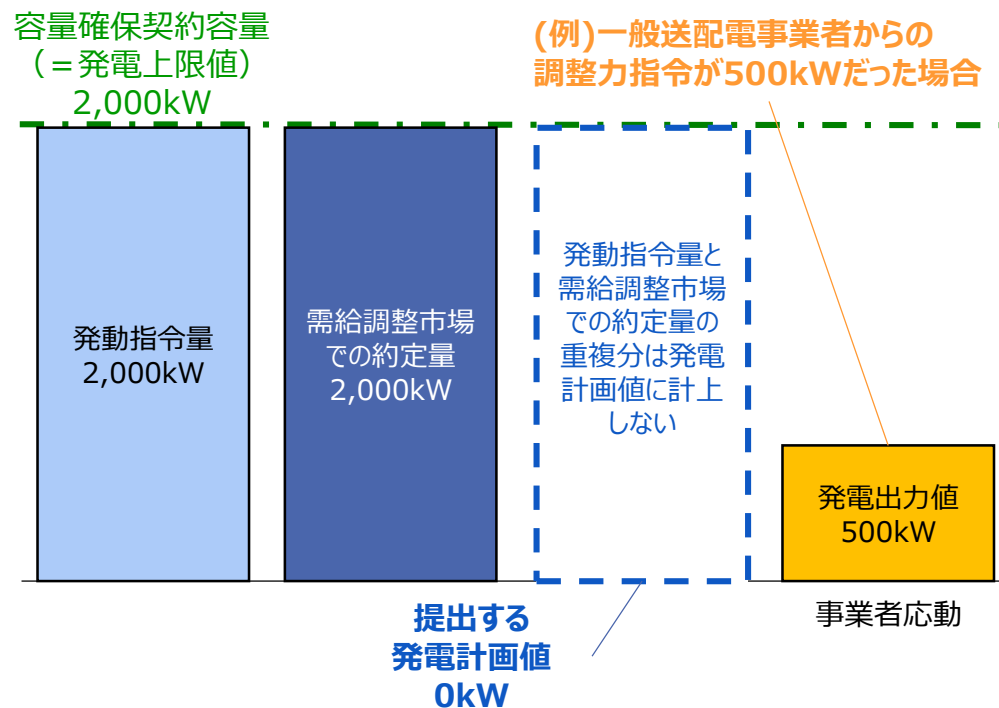 容量確保契約容量
（＝発電上限値）
2,000kW
(例)一般送配電事業者からの
調整力指令が500kWだった場合
発動指令量
2,000kW
需給調整市場
での約定量
2,000kW
発動指令量と
需給調整市場
での約定量の
重複分は発電
計画値に計上
しない
発電出力値
500kW
事業者応動
提出する
発電計画値
0kW